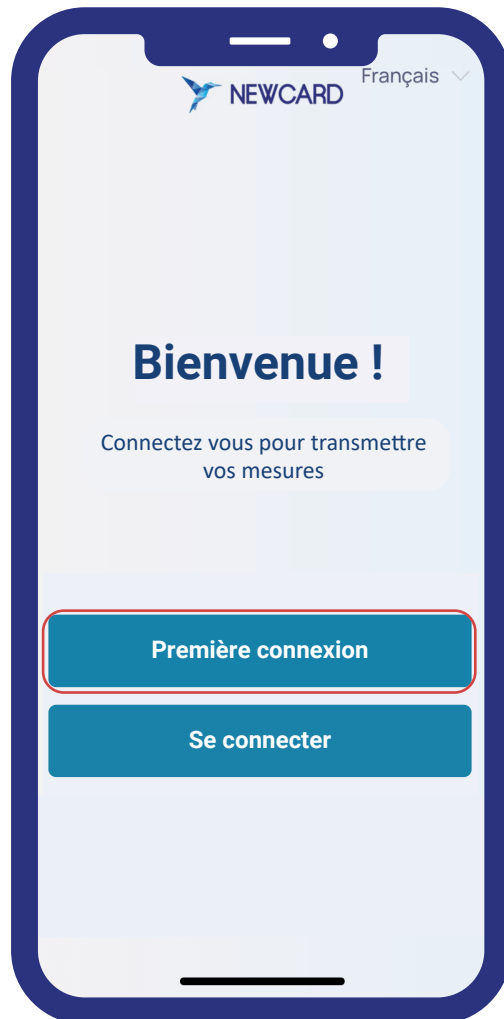 Français
NEWCARD
Bienvenue !
Connectez vous pour transmettre
vos mesures
Première connexion
Se connecter